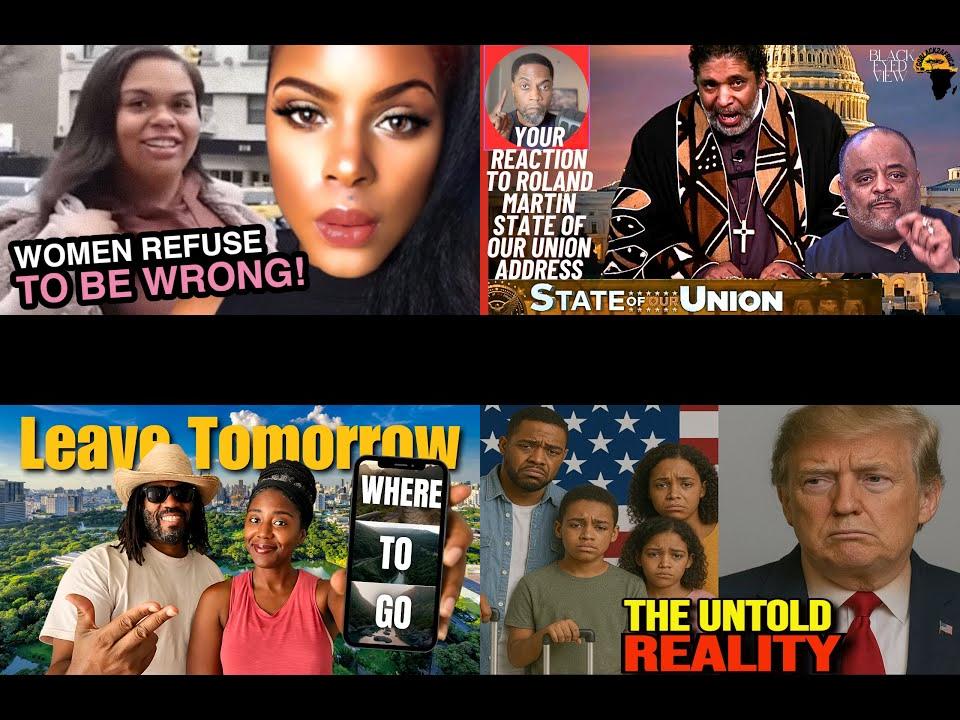 WOMEN REFUSE
TO BE WRONG!
YOUR
REACTION
TO ROLAND
MARTIN
STATE OF
OUR UNION
ADDRESS
BLACK
EYED
VIEW
STATE OF OUR UNION
Leave Tomorrow
WHERE
TO
GO
THE UNTOLD
REALITY